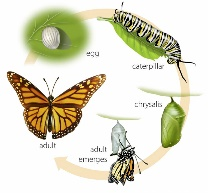 egg
caterpillar
chrysalis
adult
emerges
adult